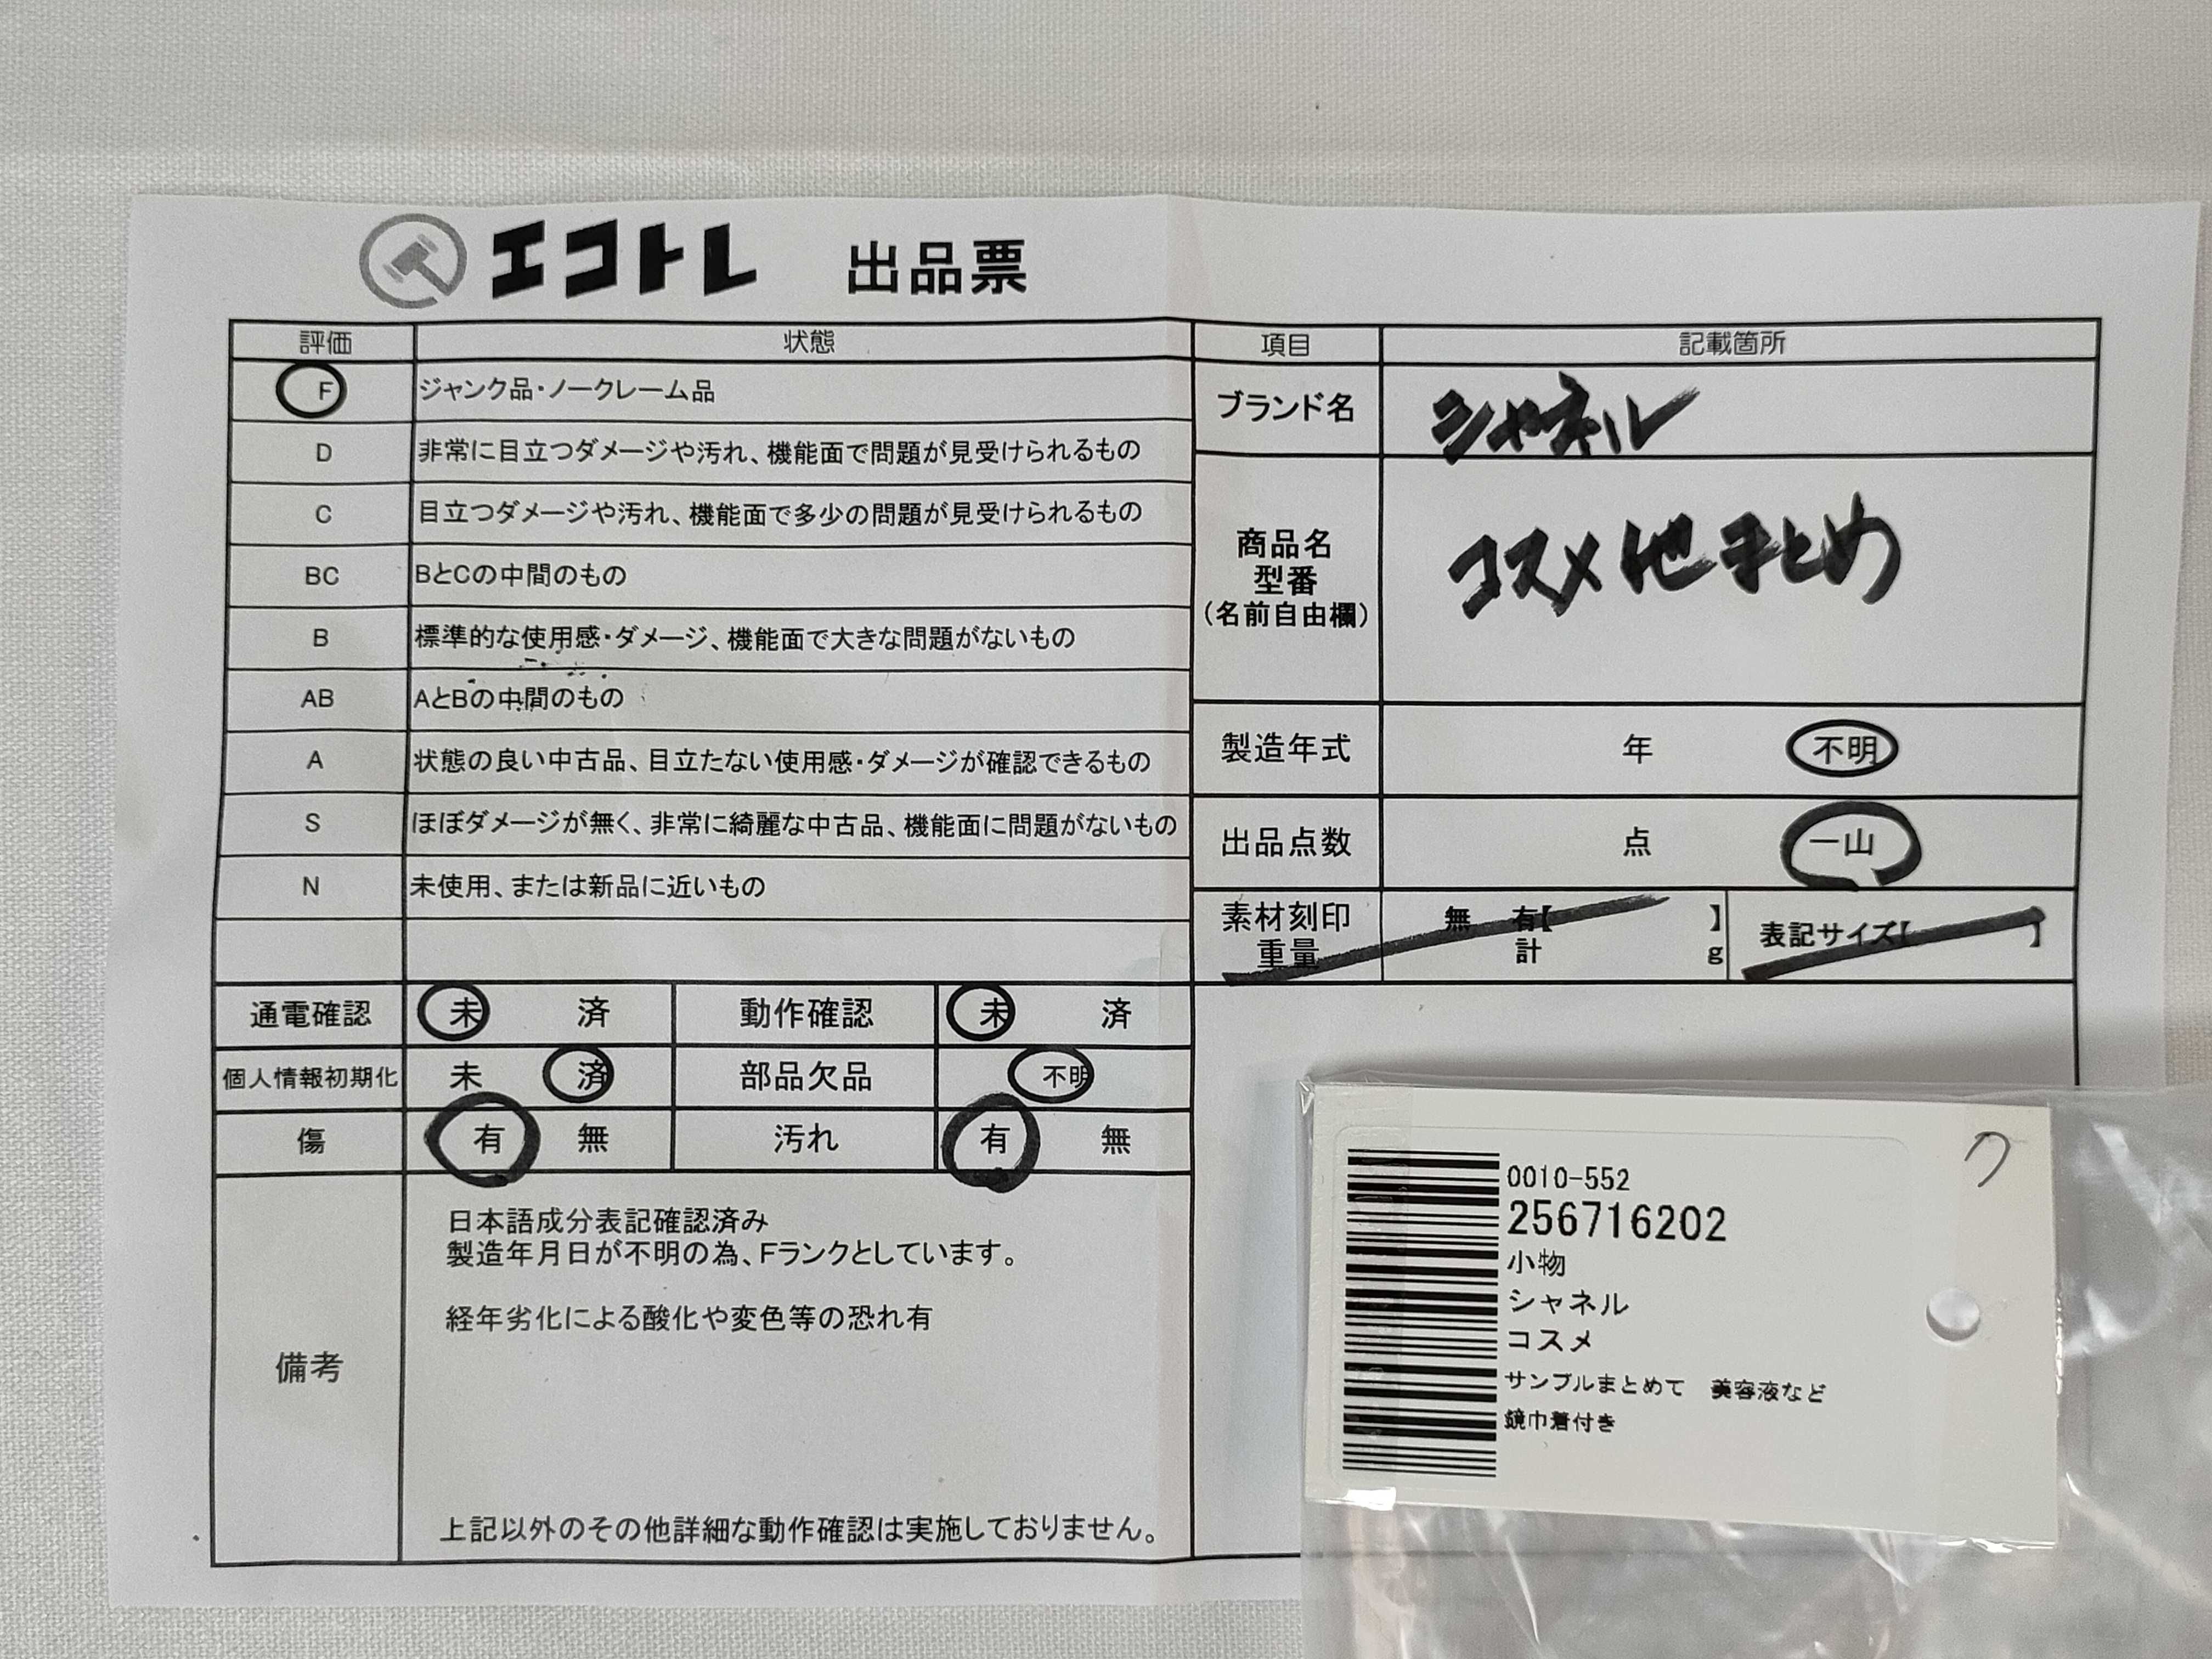 エコトレ 出品票
評価 状態
F ジャンク品・ノークレーム品
D 非常に目立つダメージや汚れ、機能面で問題が見受けられるもの
C 目立つダメージや汚れ、機能面で多少の問題が見受けられるもの
BC BとCの中間のもの
B 標準的な使用感・ダメージ、機能面で大きな問題がないもの
AB AとBの中間のもの
A 状態の良い中古品、目立たない使用感・ダメージが確認できるもの
S ほぼダメージが無く、非常に綺麗な中古品、機能面に問題がないもの
N 未使用、または新品に近いもの
通電確認 未 済 動作確認 未 済
個人情報初期化 未 済 部品欠品 不明
傷 有 無 汚れ 有 無
備考
日本語成分表記確認済み
製造年月日が不明の為、Fランクとしています。
経年劣化による酸化や変色等の恐れ有
上記以外のその他詳細な動作確認は実施しておりません。
項目 記載箇所
ブランド名 シャネル
商品名
型番
(名前自由欄)
コスメ他まとめ
製造年式 年 不明
出品点数 点 一山
素材刻印 無 有【 】
重量 計 g
表記サイズ【 】
0010-552
256716202
小物
シャネル
コスメ
サンプルまとめて 美容液など
鏡巾着付き
ク